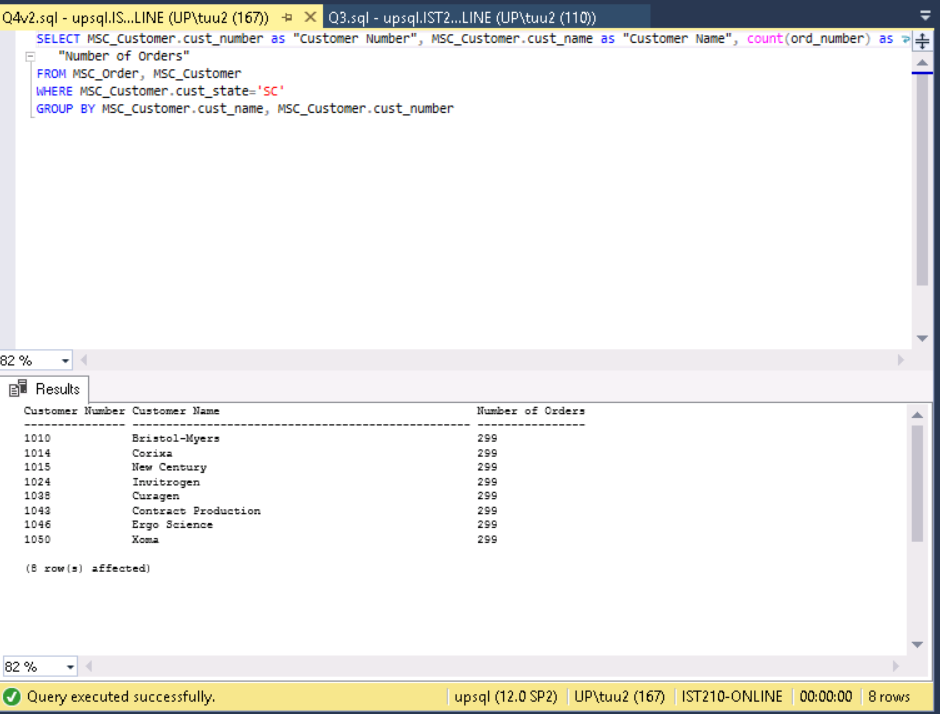 Q4v2.sql - upsql.IS...LINE (UP\tuu2 (167)) Q3.sql - upsql.IST2...LINE (UP\tuu2 (110))
SELECT MSC_Customer.cust_number as "Customer Number", MSC_Customer.cust_name as "Customer Name", count(ord_number) as
"Number of Orders"
FROM MSC_Order, MSC_Customer
WHERE MSC_Customer.cust_state='SC'
GROUP BY MSC_Customer.cust_name, MSC_Customer.cust_number
82 %
Results
Customer Number Customer Name Number of Orders
--------------- ----------------------------------------------- ----------------
1010 Bristol-Myers 299
1014 Corixa 299
1015 New Century 299
1024 Invitrogen 299
1038 Curagen 299
1043 Contract Production 299
1046 Ergo Science 299
1050 Xoma 299
(8 row(s) affected)
82 %
Query executed successfully. upsql (12.0 SP2) UP\tuu2 (167) IST210-ONLINE 00:00:00 8 rows